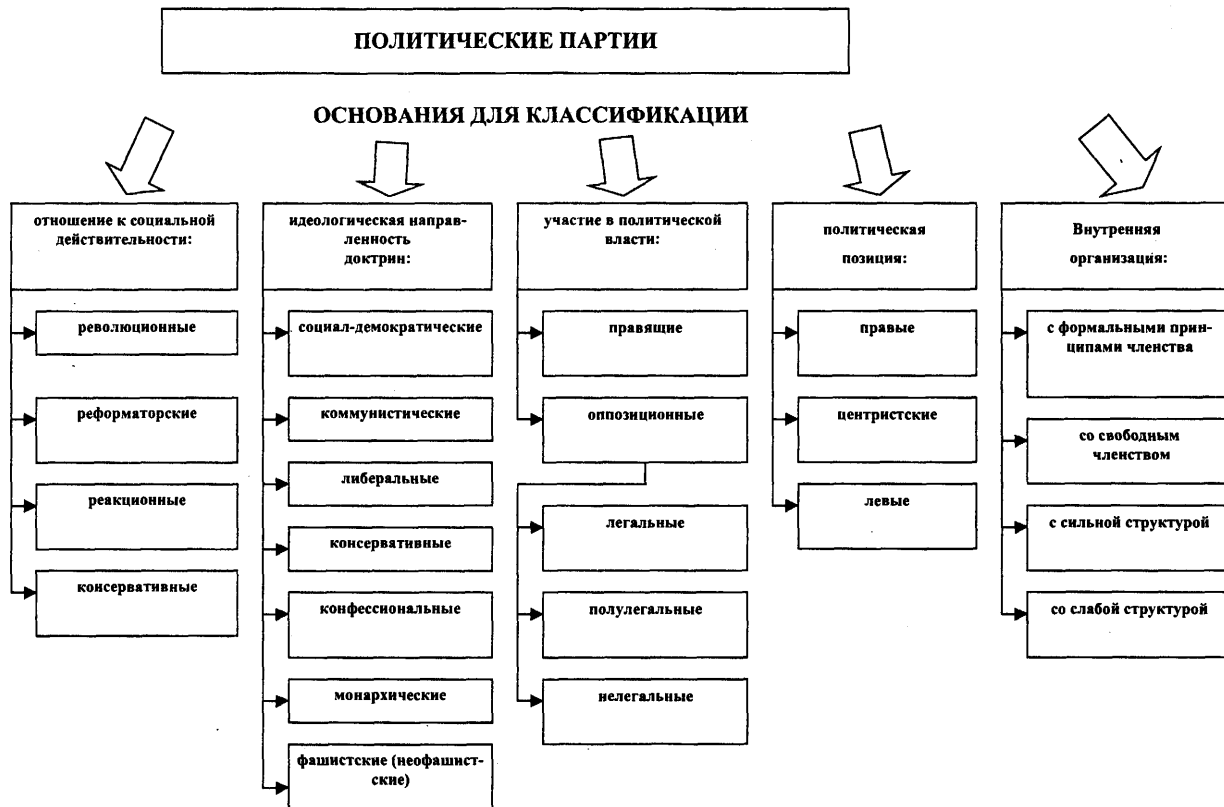 ПОЛИТИЧЕСКИЕ ПАРТИИ
ОСНОВАНИЯ ДЛЯ КЛАССИФИКАЦИИ
отношение к социальной
действительности:
революционные
реформаторские
реакционные
консервативные
идеологическая направ-
ленность
доктрин:
социал-демократические
коммунистические
либеральные
консервативные
конфессиональные
монархические
фашистские (неофашист-
ские)
участие в политической
власти:
правящие
оппозиционные
легальные
полулегальные
нелегальные
политическая
позиция:
правые
центристские
левые
Внутренняя
организация:
с формальными прин-
ципами членства
со свободным
членством
с сильной структурой
со слабой структурой